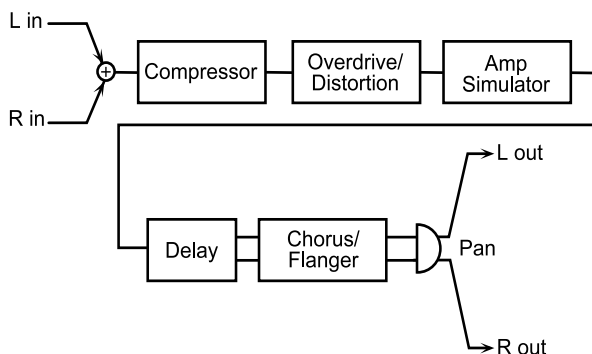 L in
R in
+
Compressor
Overdrive/
Distortion
Amp
Simulator
Delay
Chorus/
Flanger
L out
Pan
R out